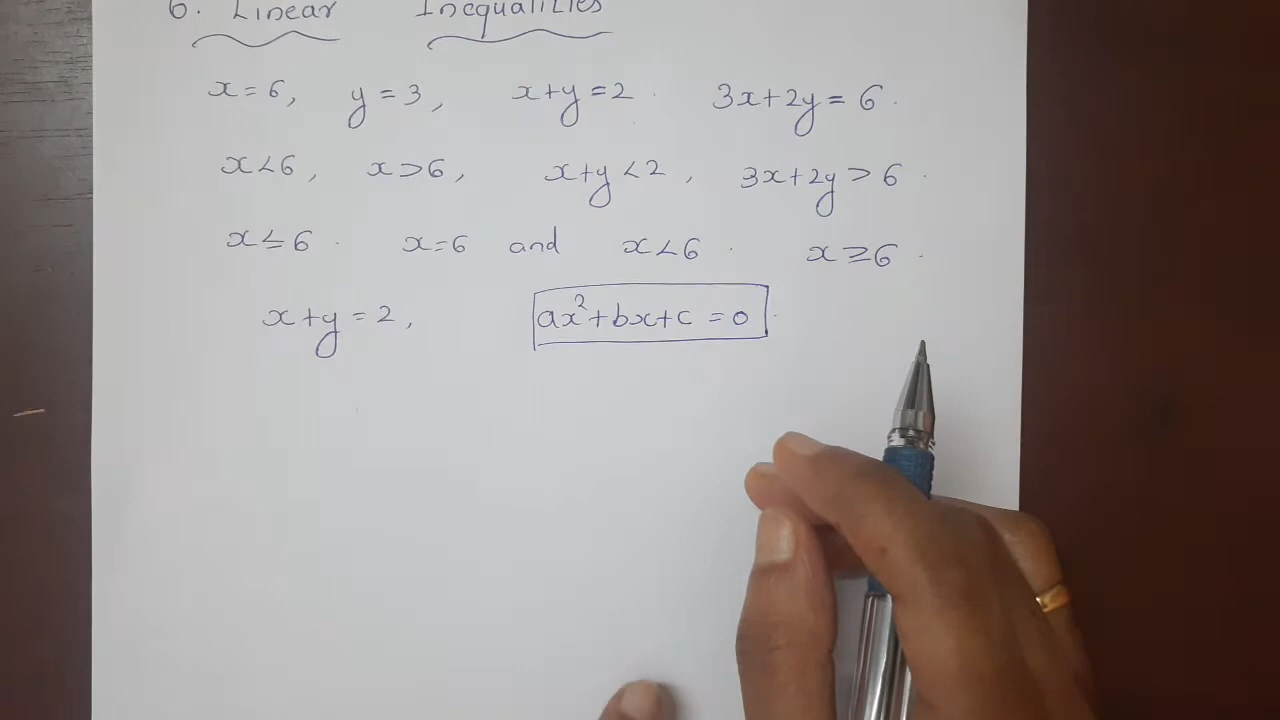 6. Linear Inequalities
x=6, y=3, x+y=2. 3x+2y=6.
x<6, x>6, x+y<2, 3x+2y>6.
x≤6. x=6 and x<6. x≥6.
x+y=2, ax²+bx+c=0.